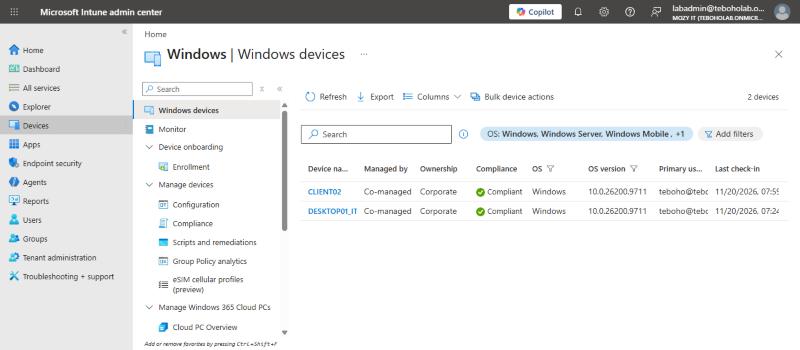 Microsoft Intune admin center
Copilot
labadmin@teboholab.onmicr...
MOZY IT (TEBOHOLAB.ONMICR...
Home
Dashboard
All services
Explorer
Devices
Apps
Endpoint security
Agents
Reports
Users
Groups
Tenant administration
Troubleshooting + support
Home
Windows | Windows devices ...
Search
Windows devices
Monitor
Device onboarding
Enrollment
Manage devices
Configuration
Compliance
Scripts and remediations
Group Policy analytics
eSIM cellular profiles
(preview)
Manage Windows 365 Cloud PCs
Cloud PC Overview
Add or remove favorites by pressing Ctrl+Shift+F
Refresh Export Columns Bulk device actions 2 devices
Search OS: Windows, Windows Server, Windows Mobile , +1 Add filters
Device na... Managed by Ownership Compliance OS OS version Primary us... Last check-in
CLIENT02 Co-managed Corporate Compliant Windows 10.0.26200.9711 teboho@tebo 11/20/2026, 07:55
DESKTOP01_IT Co-managed Corporate Compliant Windows 10.0.26200.9711 teboho@tebo 11/20/2026, 07:24